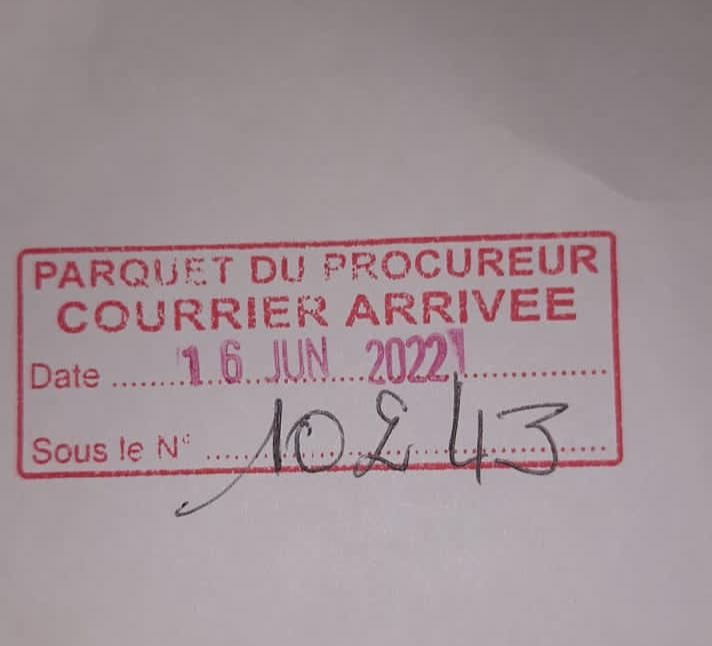 PARQUET DU PROCUREUR
COURRIER ARRIVEE
Date ........ 16 JUN 2022 ................
Sous le N° ..... 10243 .....